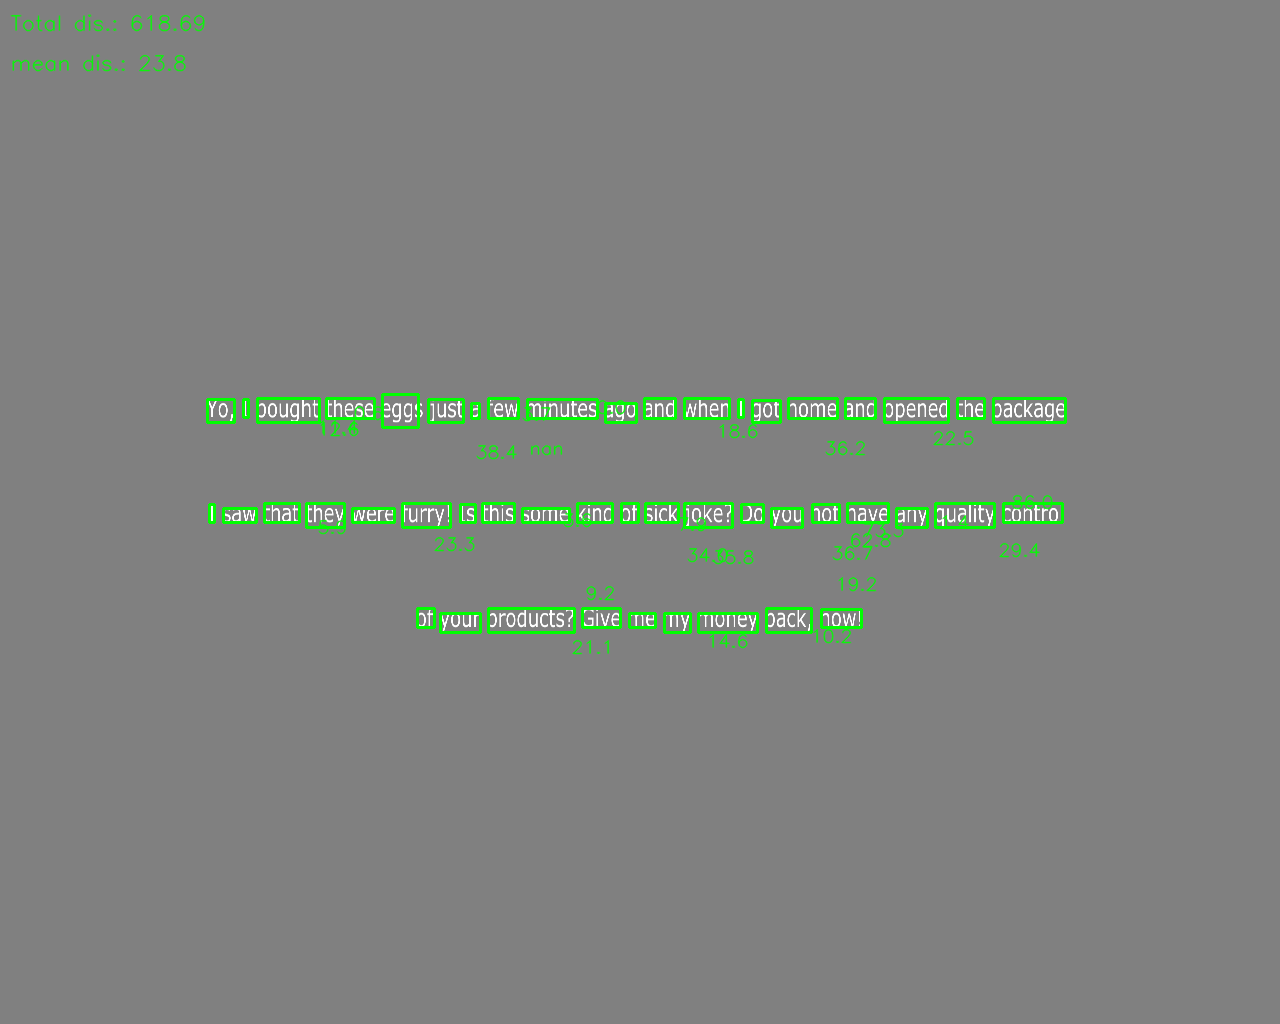 Total dis.: 618.69
mean dis.: 23.8
Yo, I bought these eggs just a few minutes ago and when I got home and opened the package
12.6 18.6
38.4 nan 36.2 22.5
I saw that they were furry! Is this some kind of sick joke? Do you not have any quality control
86.9
23.3 62.8
34.0 35.8 36.7 29.4
9.2 19.2
of your products? Give me my money back, now!
21.1 14.6 10.2